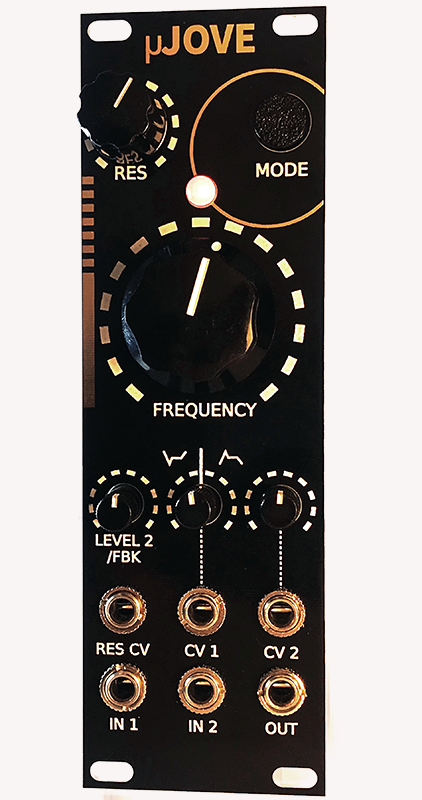 µJOVE
RES
MODE
FREQUENCY
LEVEL 2
/FBK
RES CV
CV 1
CV 2
IN 1
IN 2
OUT